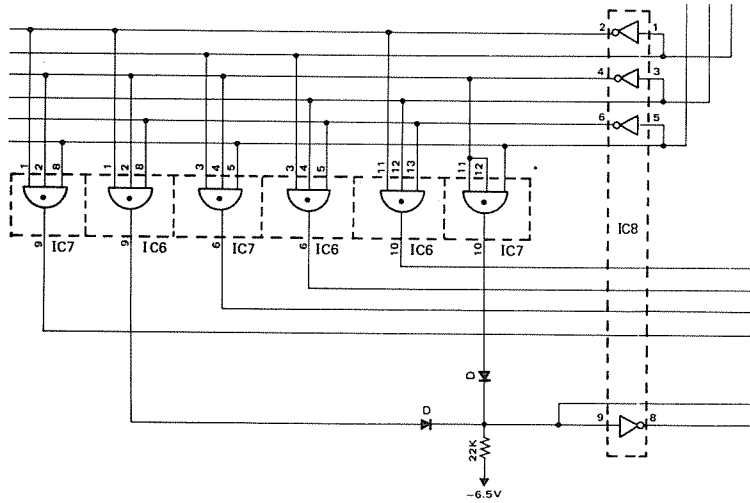 2 1
4 3
6 5
1 2 8
1 2 8
3 4 5
3 4 5
11 12 13
11 12
9 IC7
9 IC6
6 IC7
6 IC6
10 IC6
10 IC7
IC8
D
D
9 8
22K
-6.5V